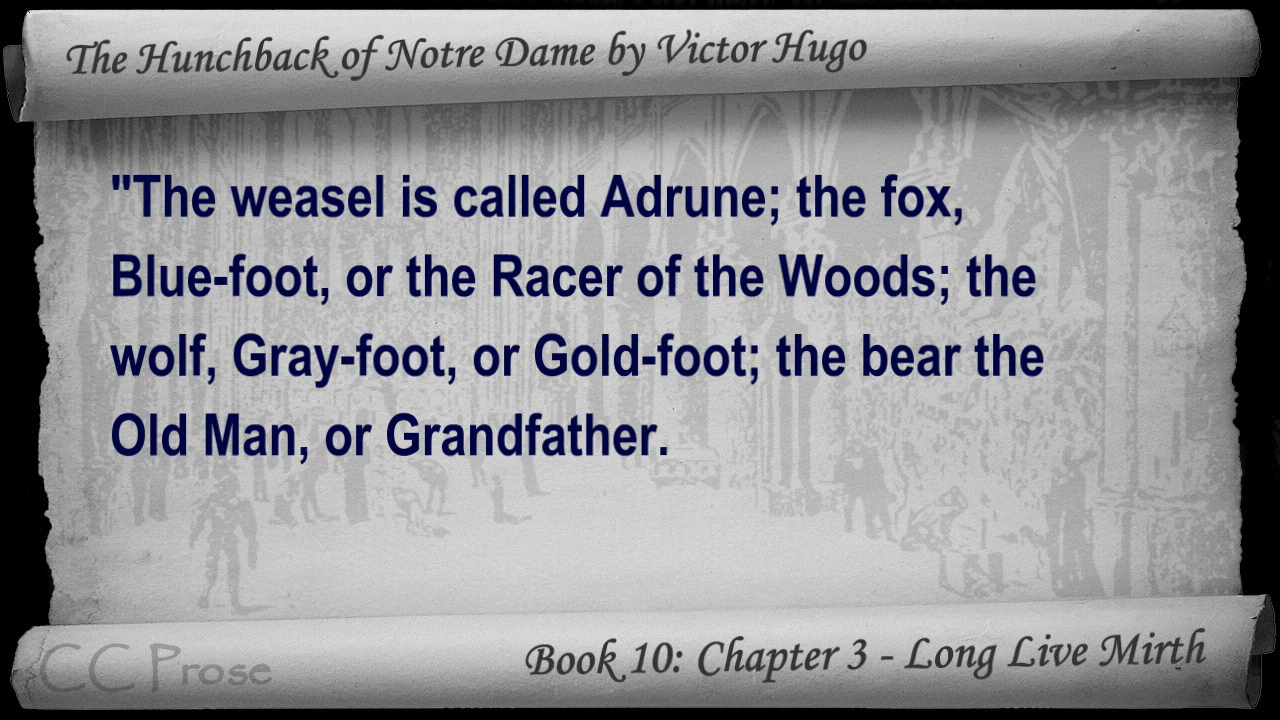 The Hunchback of Notre Dame by Victor Hugo
"The weasel is called Adrune; the fox,
Blue-foot, or the Racer of the Woods; the
wolf, Gray-foot, or Gold-foot; the bear the
Old Man, or Grandfather.
CC Prose
Book 10: Chapter 3 - Long Live Mirth